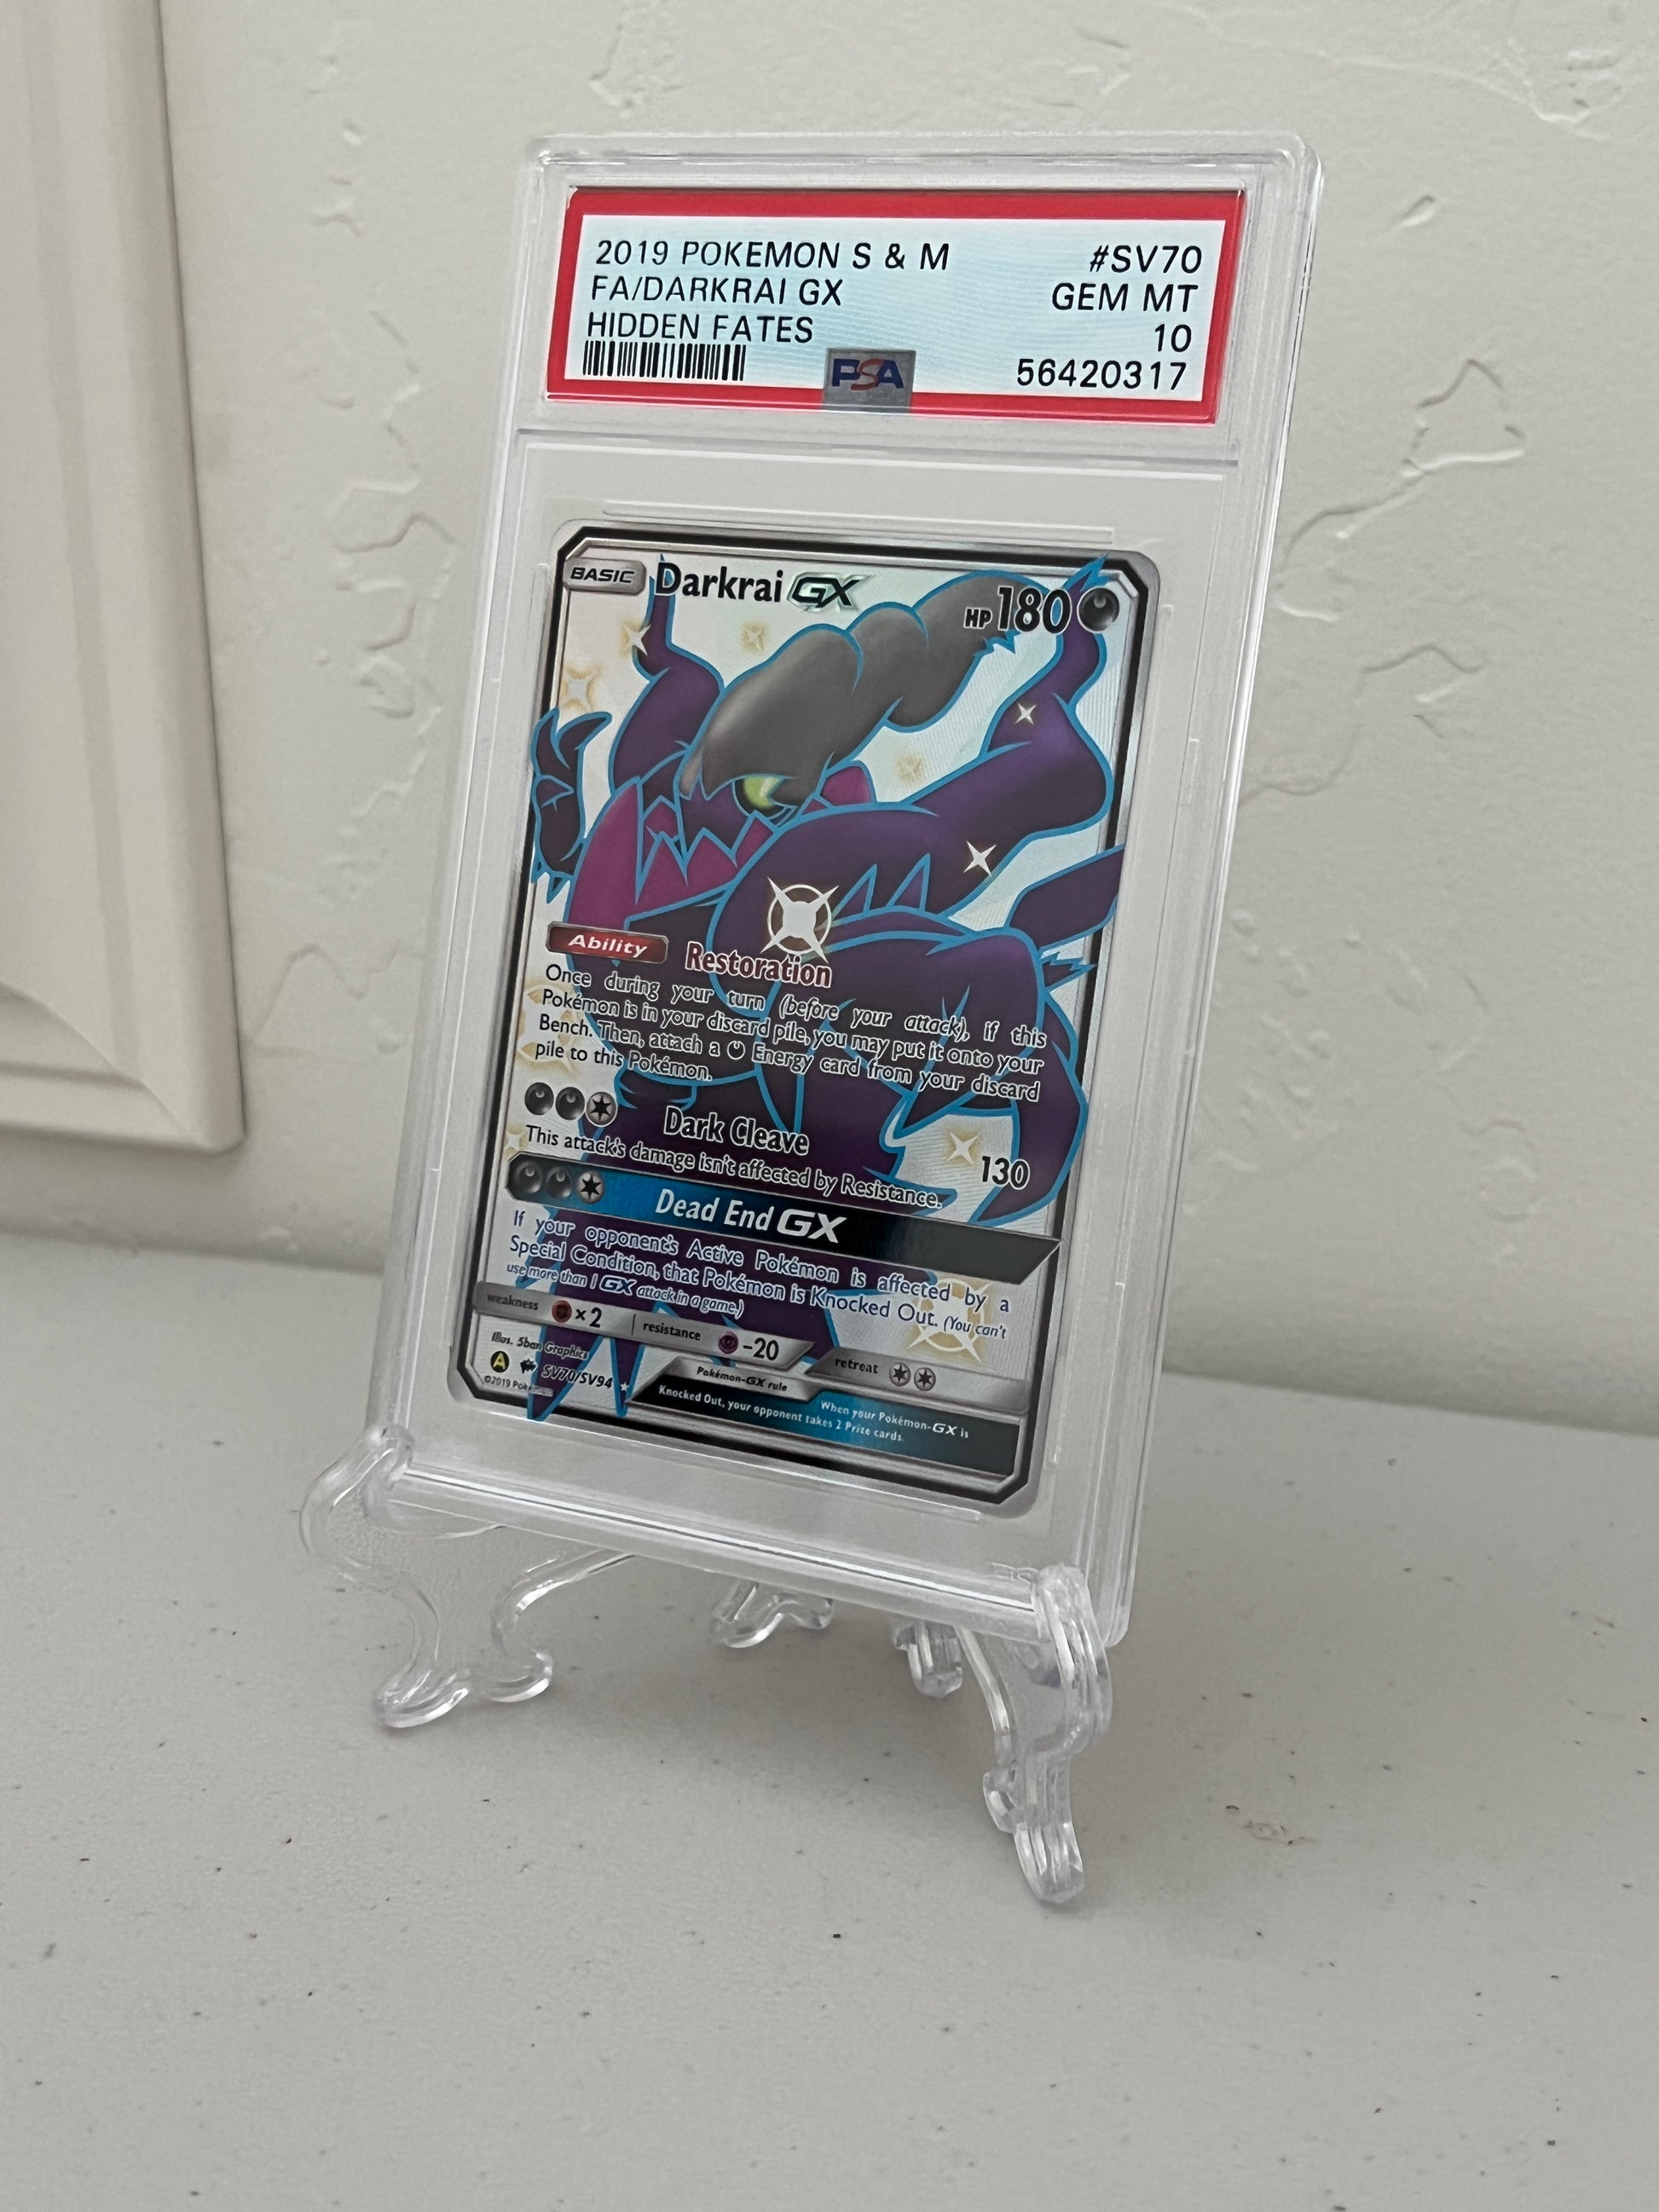 2019 POKEMON S & M #SV70
FA/DARKRAI GX GEM MT
HIDDEN FATES 10
PSA 56420317
BASIC Darkrai GX HP 180
Ability Restoration
Once during your turn (before your attack), if this
Pokémon is in your discard pile, you may put it onto your
Bench. Then, attach a Energy card from your discard
pile to this Pokémon.
Dark Cleave 130
This attack's damage isn't affected by Resistance.
Dead End GX
If your opponent's Active Pokémon is affected by a
Special Condition, that Pokémon is Knocked Out. (You can't
use more than 1 GX attack in a game.)
weakness ×2 resistance -20 retreat
Illus. 5ban Graphics
A SV70/SV94
©2019 Pokémon
Pokémon-GX rule
When your Pokémon-GX is
Knocked Out, your opponent takes 2 Prize cards.